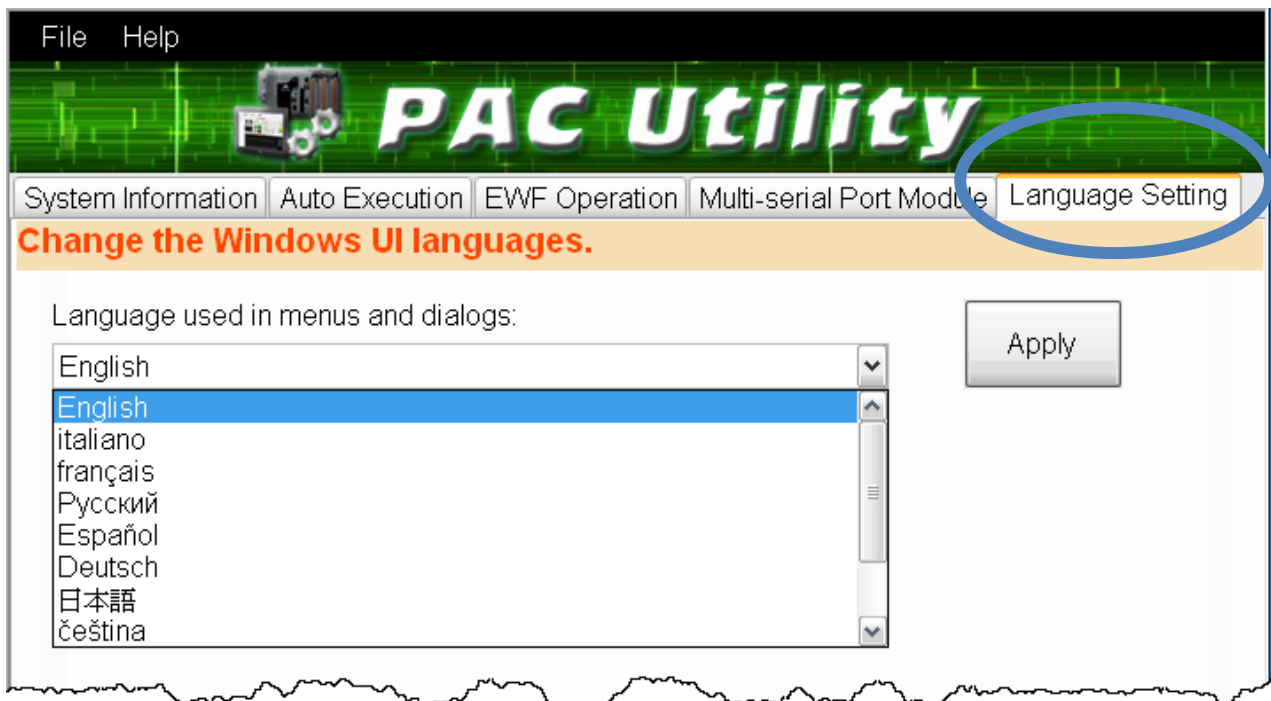 File Help
PAC Utility
System Information Auto Execution EWF Operation Multi-serial Port Module Language Setting
Change the Windows UI languages.
Language used in menus and dialogs:
Apply
English
English
italiano
français
Русский
Español
Deutsch
日本語
čeština